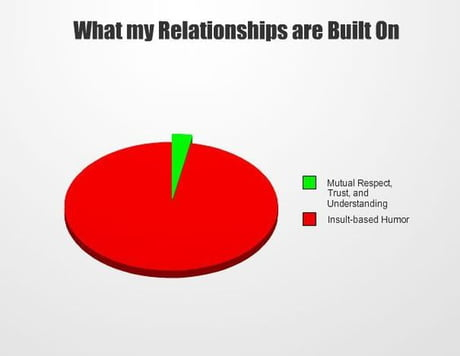 What my Relationships are Built On
Mutual Respect,
Trust, and
Understanding
Insult-based Humor